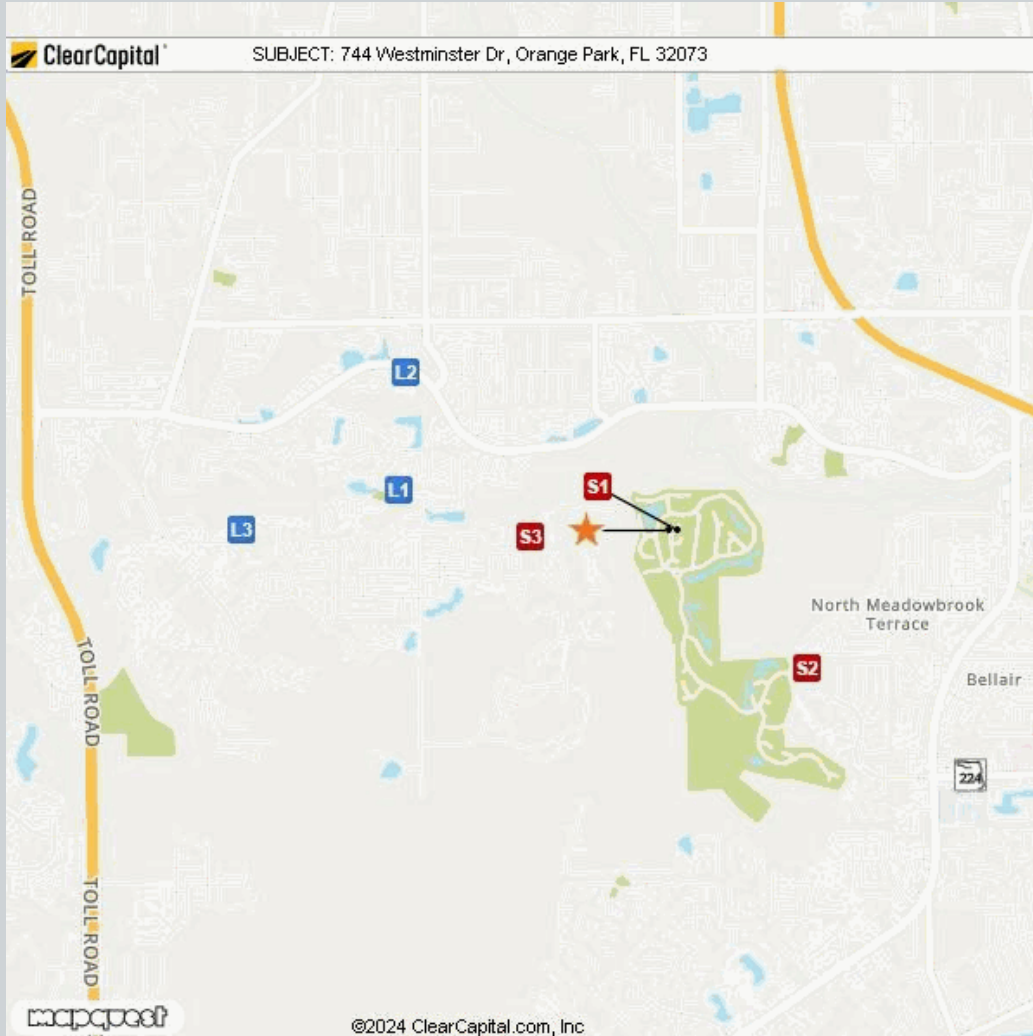 ClearCapital
SUBJECT: 744 Westminster Dr, Orange Park, FL 32073
TOLL ROAD
L2
L1
S1
L3
S3
North Meadowbrook
Terrace
S2
TOLL ROAD
Bellair
224
TOLL ROAD
mapquest
©2024 ClearCapital.com, Inc